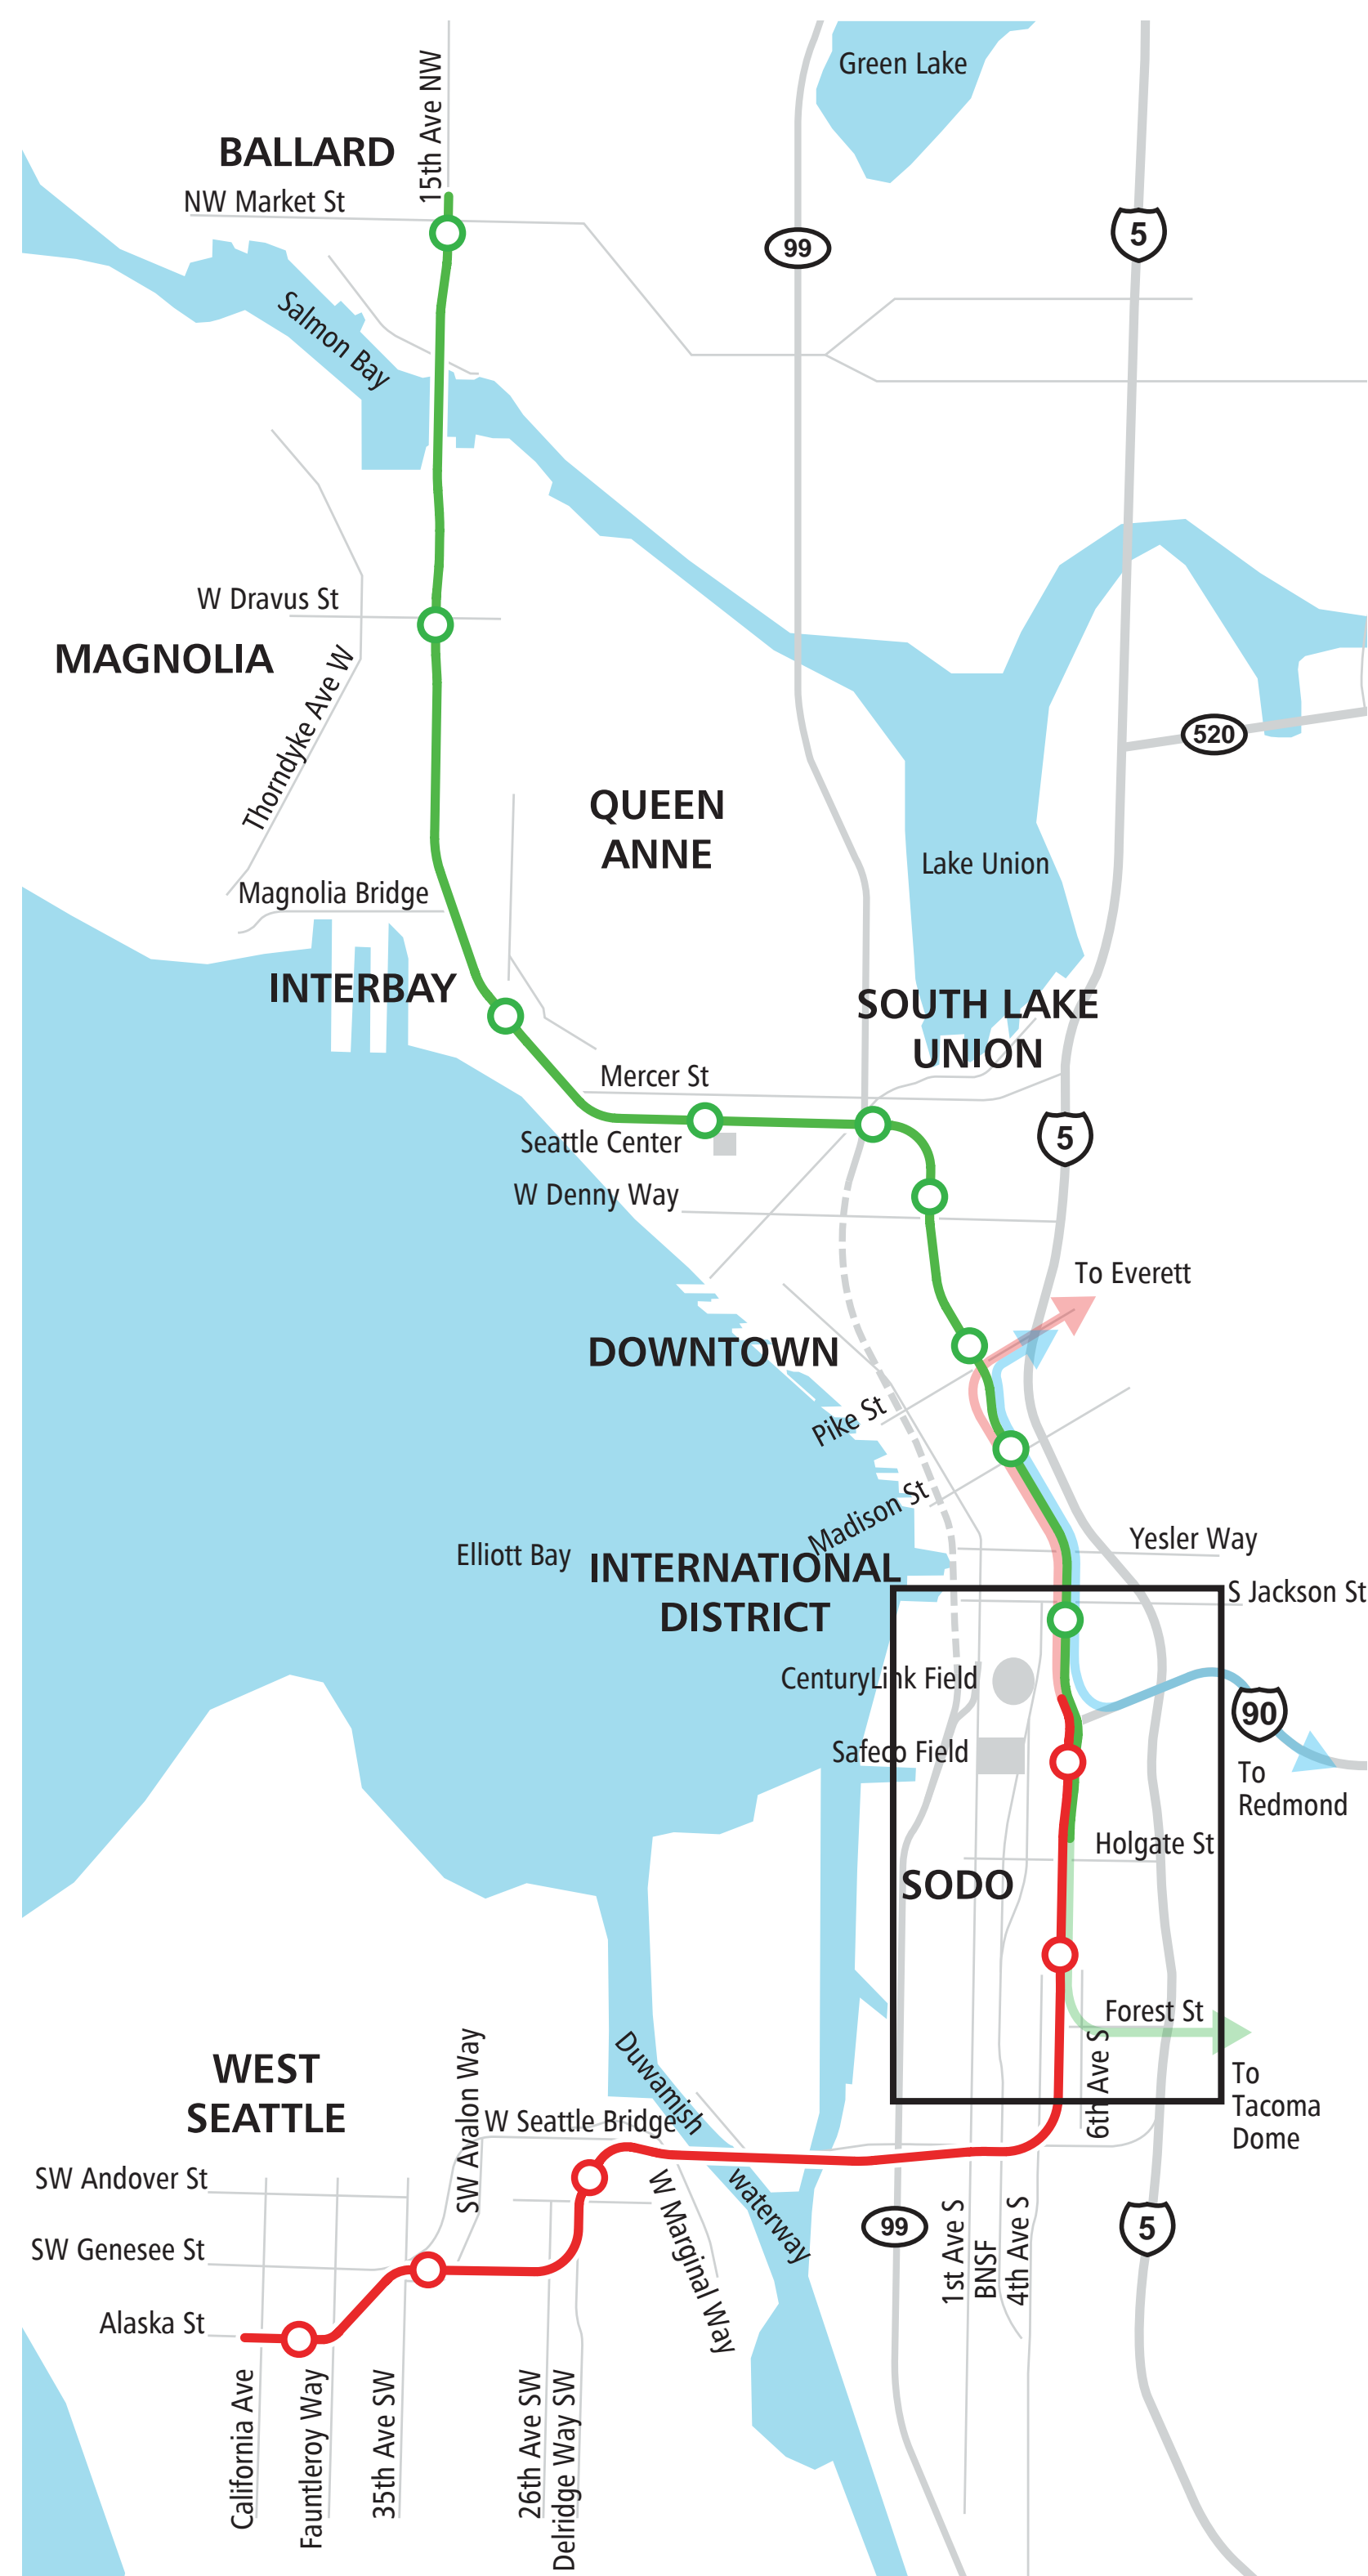 Green Lake
15th Ave NW
BALLARD
NW Market St
99
5
Salmon Bay
W Dravus St
MAGNOLIA
Thorndyke Ave W
520
QUEEN
ANNE
Lake Union
Magnolia Bridge
INTERBAY
SOUTH LAKE
UNION
Mercer St
5
Seattle Center
W Denny Way
To Everett
DOWNTOWN
Pike St
Madison St
Yesler Way
Elliott Bay
INTERNATIONAL
DISTRICT
S Jackson St
CenturyLink Field
90
Safeco Field
To
Redmond
Holgate St
SODO
Forest St
6th Ave S
To
Tacoma
Dome
WEST
SEATTLE
SW Avalon Way
Duwamish
waterway
W Seattle Bridge
SW Andover St
W Marginal Way
99
1st Ave S
BNSF
4th Ave S
5
SW Genesee St
Alaska St
California Ave
Fauntleroy Way
35th Ave SW
26th Ave SW
Delridge Way SW